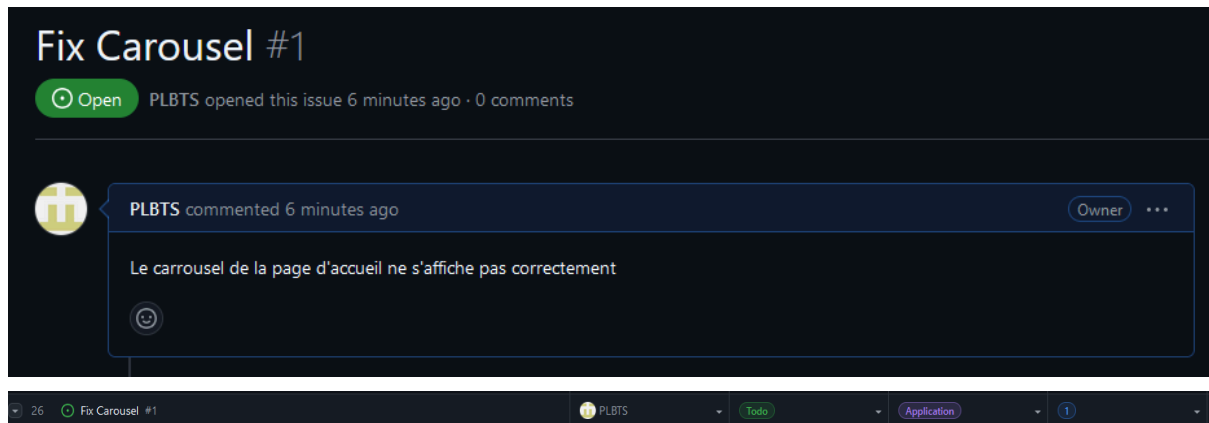 Fix Carousel #1
Open PLBTS opened this issue 6 minutes ago · 0 comments
PLBTS commented 6 minutes ago Owner ...
Le carrousel de la page d'accueil ne s'affiche pas correctement
26 Fix Carousel #1 PLBTS Todo Application 1